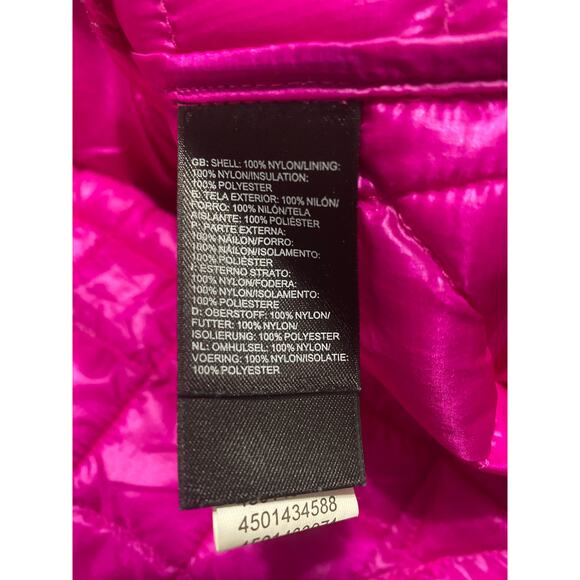 GB: SHELL: 100% NYLON/LINING:
100% NYLON/INSULATION:
100% POLYESTER
E: TELA EXTERIOR: 100% NILÓN/
FORRO: 100% NILÓN/TELA
AISLANTE: 100% POLIÉSTER
P: PARTE EXTERNA:
100% NÁILON/FORRO:
100% NÁILON/ISOLAMENTO:
100% POLIÉSTER
I: ESTERNO STRATO:
100% NYLON/FODERA:
100% NYLON/ISOLAMENTO:
100% POLIESTERE
D: OBERSTOFF: 100% NYLON/
FUTTER: 100% NYLON/
ISOLIERUNG: 100% POLYESTER
NL: OMHULSEL: 100% NYLON/
VOERING: 100% NYLON/ISOLATIE:
100% POLYESTER
4501434588